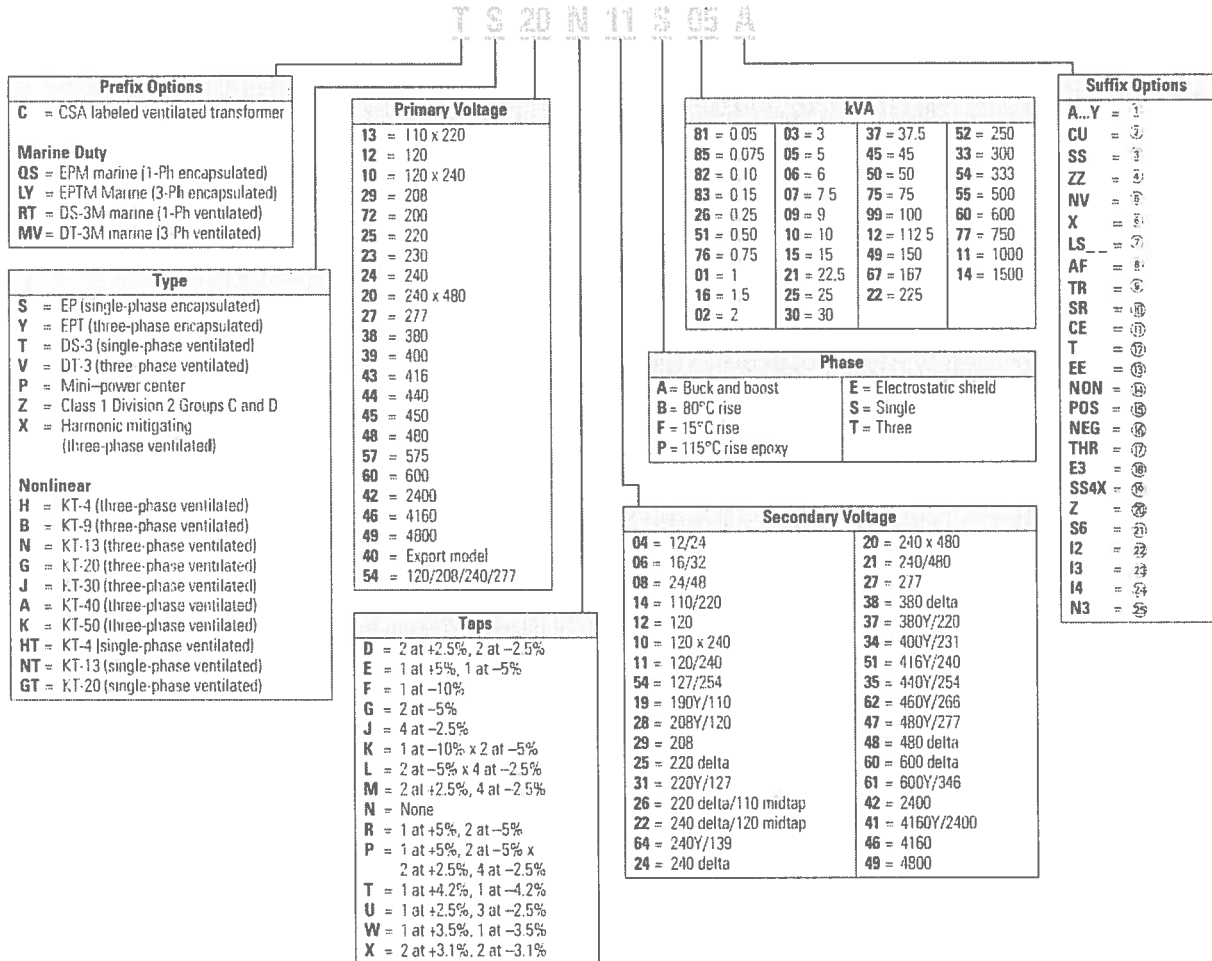 Prefix Options
C = CSA labeled ventilated transformer
Marine Duty
QS = EPM marine (1-Ph encapsulated)
LY = EPTM Marine (3-Ph encapsulated)
RT = DS-3M marine (1-Ph ventilated)
MV = DT-3M marine (3-Ph ventilated)
Type
S = EP (single-phase encapsulated)
Y = EPT (three-phase encapsulated)
T = DS-3 (single-phase ventilated)
V = DT-3 (three phase ventilated)
P = Mini–power center
Z = Class 1 Division 2 Groups C and D
X = Harmonic mitigating
(three-phase ventilated)
Nonlinear
H = KT-4 (three-phase ventilated)
B = KT-9 (three-phase ventilated)
N = KT-13 (three-phase ventilated)
G = KT-20 (three-phase ventilated)
J = KT-30 (three-phase ventilated)
A = KT-40 (three-phase ventilated)
K = KT-50 (three-phase ventilated)
HT = KT-4 (single-phase ventilated)
NT = KT-13 (single-phase ventilated)
GT = KT-20 (single-phase ventilated)
Primary Voltage
13 = 110 x 220
12 = 120
10 = 120 x 240
29 = 208
72 = 200
25 = 220
23 = 230
24 = 240
20 = 240 x 480
27 = 277
38 = 380
39 = 400
43 = 416
44 = 440
45 = 450
48 = 480
57 = 575
60 = 600
42 = 2400
46 = 4160
49 = 4800
40 = Export model
54 = 120/208/240/277
Taps
D = 2 at +2.5%, 2 at –2.5%
E = 1 at +5%, 1 at –5%
F = 1 at –10%
G = 2 at –5%
J = 4 at –2.5%
K = 1 at –10% x 2 at –5%
L = 2 at –5% x 4 at –2.5%
M = 2 at +2.5%, 4 at –2.5%
N = None
R = 1 at +5%, 2 at –5%
P = 1 at +5%, 2 at –5% x
2 at +2.5%, 4 at –2.5%
T = 1 at +4.2%, 1 at –4.2%
U = 1 at +2.5%, 3 at –2.5%
W = 1 at +3.5%, 1 at –3.5%
X = 2 at +3.1%, 2 at –3.1%
kVA
81 = 0.05 03 = 3 37 = 37.5 52 = 250
85 = 0.075 05 = 5 45 = 45 33 = 300
82 = 0.10 06 = 6 50 = 50 54 = 333
83 = 0.15 07 = 7.5 75 = 75 55 = 500
26 = 0.25 09 = 9 99 = 100 60 = 600
51 = 0.50 10 = 10 12 = 112.5 77 = 750
76 = 0.75 15 = 15 49 = 150 11 = 1000
01 = 1 21 = 22.5 67 = 167 14 = 1500
16 = 1.5 25 = 25 22 = 225
02 = 2 30 = 30
Phase
A = Buck and boost E = Electrostatic shield
B = 80°C rise S = Single
F = 15°C rise T = Three
P = 115°C rise epoxy
Secondary Voltage
04 = 12/24 20 = 240 x 480
06 = 16/32 21 = 240/480
08 = 24/48 27 = 277
14 = 110/220 38 = 380 delta
12 = 120 37 = 380Y/220
10 = 120 x 240 34 = 400Y/231
11 = 120/240 51 = 416Y/240
54 = 127/254 35 = 440Y/254
19 = 190Y/110 62 = 460Y/266
28 = 208Y/120 47 = 480Y/277
29 = 208 48 = 480 delta
25 = 220 delta 60 = 600 delta
31 = 220Y/127 61 = 600Y/346
26 = 220 delta/110 midtap 42 = 2400
22 = 240 delta/120 midtap 41 = 4160Y/2400
64 = 240Y/139 46 = 4160
24 = 240 delta 49 = 4800
Suffix Options
A...Y = ①
CU = ②
SS = ③
ZZ = ④
NV = ⑤
X = ⑥
LS_ _ = ⑦
AF = ⑧
TR = ⑨
SR = ⑩
CE = ⑪
T = ⑫
EE = ⑬
NON = ⑭
POS = ⑮
NEG = ⑯
THR = ⑰
E3 = ⑱
SS4X = ⑲
Z = ⑳
S6 = ㉑
I2 = ㉒
I3 = ㉓
I4 = ㉔
N3 = ㉕